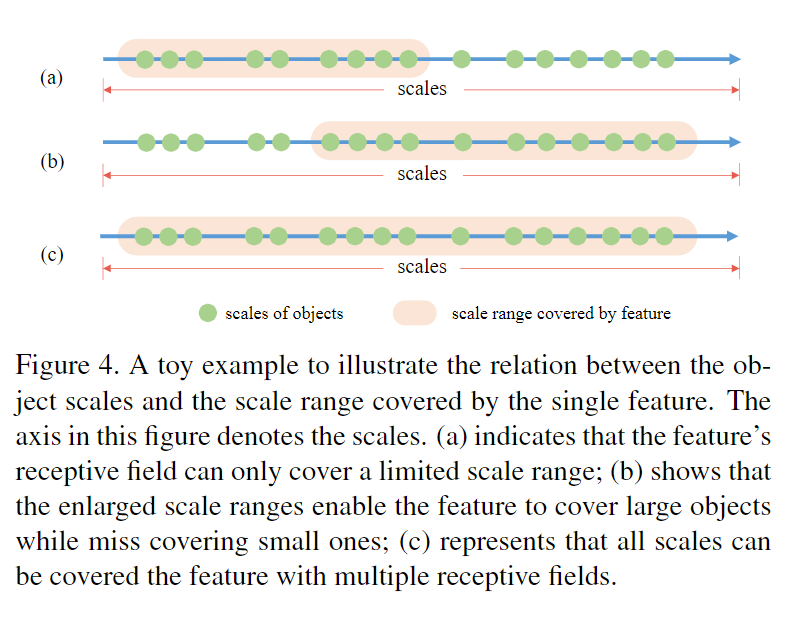 (a)
scales
(b)
scales
(c)
scales
scales of objects
scale range covered by feature
Figure 4. A toy example to illustrate the relation between the ob-
ject scales and the scale range covered by the single feature. The
axis in this figure denotes the scales. (a) indicates that the feature's
receptive field can only cover a limited scale range; (b) shows that
the enlarged scale ranges enable the feature to cover large objects
while miss covering small ones; (c) represents that all scales can
be covered the feature with multiple receptive fields.